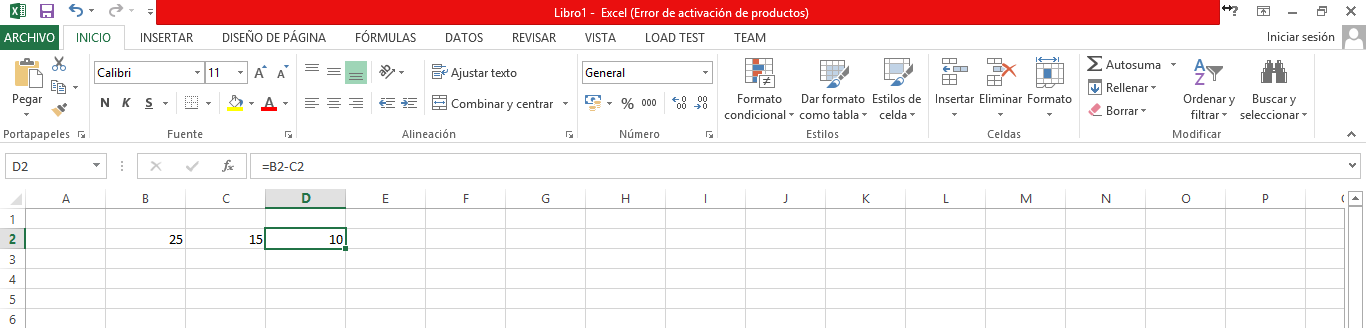 Libro1 - Excel (Error de activación de productos)
ARCHIVO INICIO INSERTAR DISEÑO DE PÁGINA FÓRMULAS DATOS REVISAR VISTA LOAD TEST TEAM Iniciar sesión
Calibri 11 Ajustar texto General Autosuma
Rellenar
Pegar N K S A Combinar y centrar % 000 Formato condicional Dar formato como tabla Estilos de celda Insertar Eliminar Formato Borrar Ordenar y filtrar Buscar y seleccionar
Portapapeles Fuente Alineación Número Estilos Celdas Modificar
D2 fx =B2-C2
A B C D E F G H I J K L M N O P
1
2 25 15 10
3
4
5
6